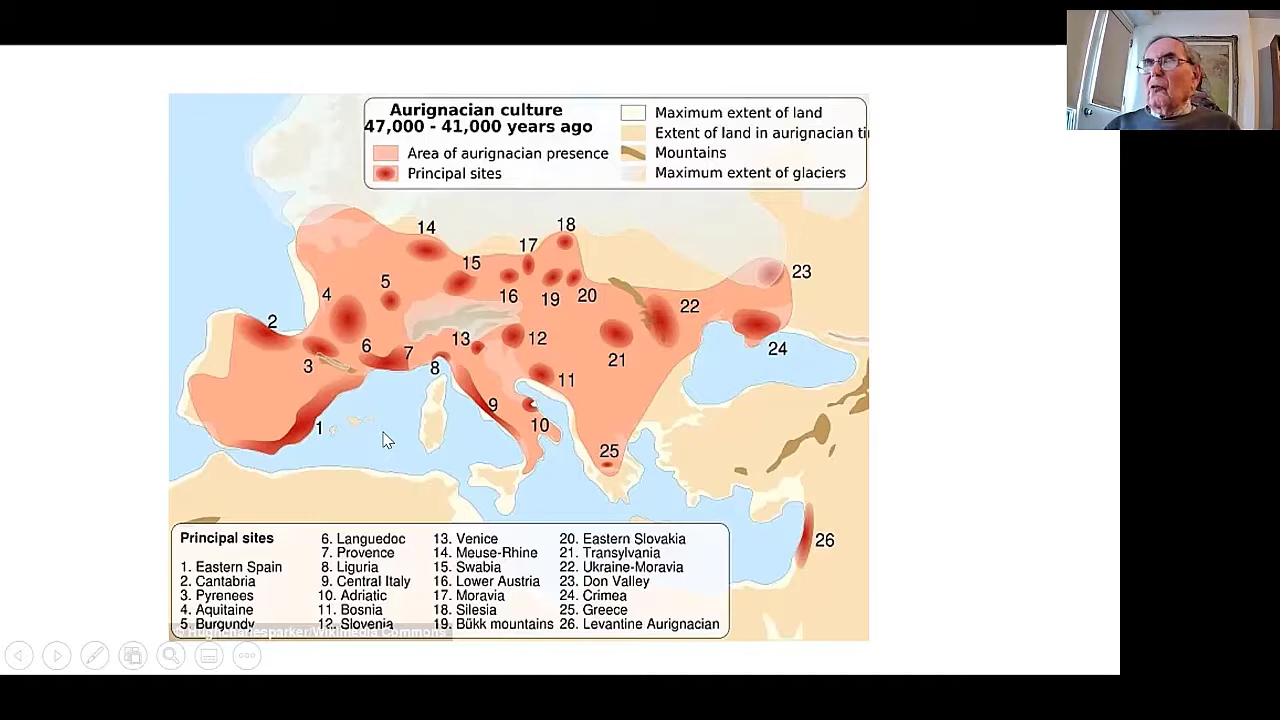 Aurignacian culture
47,000 - 41,000 years ago
Area of aurignacian presence
Principal sites
Maximum extent of land
Extent of land in aurignacian ti
Mountains
Maximum extent of glaciers
14
18
17
15
5
16
19
20
23
4
22
2
13
12
24
6
7
21
3
8
11
9
1
10
25
26
Principal sites
1. Eastern Spain
2. Cantabria
3. Pyrenees
4. Aquitaine
5. Burgundy
6. Languedoc
7. Provence
8. Liguria
9. Central Italy
10. Adriatic
11. Bosnia
12. Slovenia
13. Venice
14. Meuse-Rhine
15. Swabia
16. Lower Austria
17. Moravia
18. Silesia
19. Bükk mountains
20. Eastern Slovakia
21. Transylvania
22. Ukraine-Moravia
23. Don Valley
24. Crimea
25. Greece
26. Levantine Aurignacian
Hughcharlesparker/Wikimedia Commons